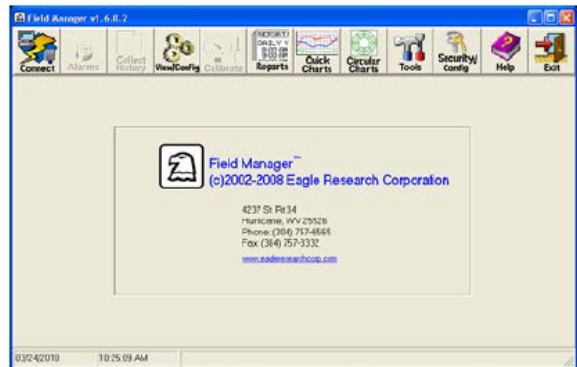 Field Manager v1.6.8.2
Connect Alarms Collect History View/Config Calibrate Reports Quick Charts Circular Charts Tools Security/Config Help Exit
Field Manager™
(c)2002-2008 Eagle Research Corporation
4237 St Rt 34
Hurricane, WV 25526
Phone: (304) 757-6565
Fax (304) 757-3332
www.eagleresearchcorp.com
03/24/2010 10:25:09 AM